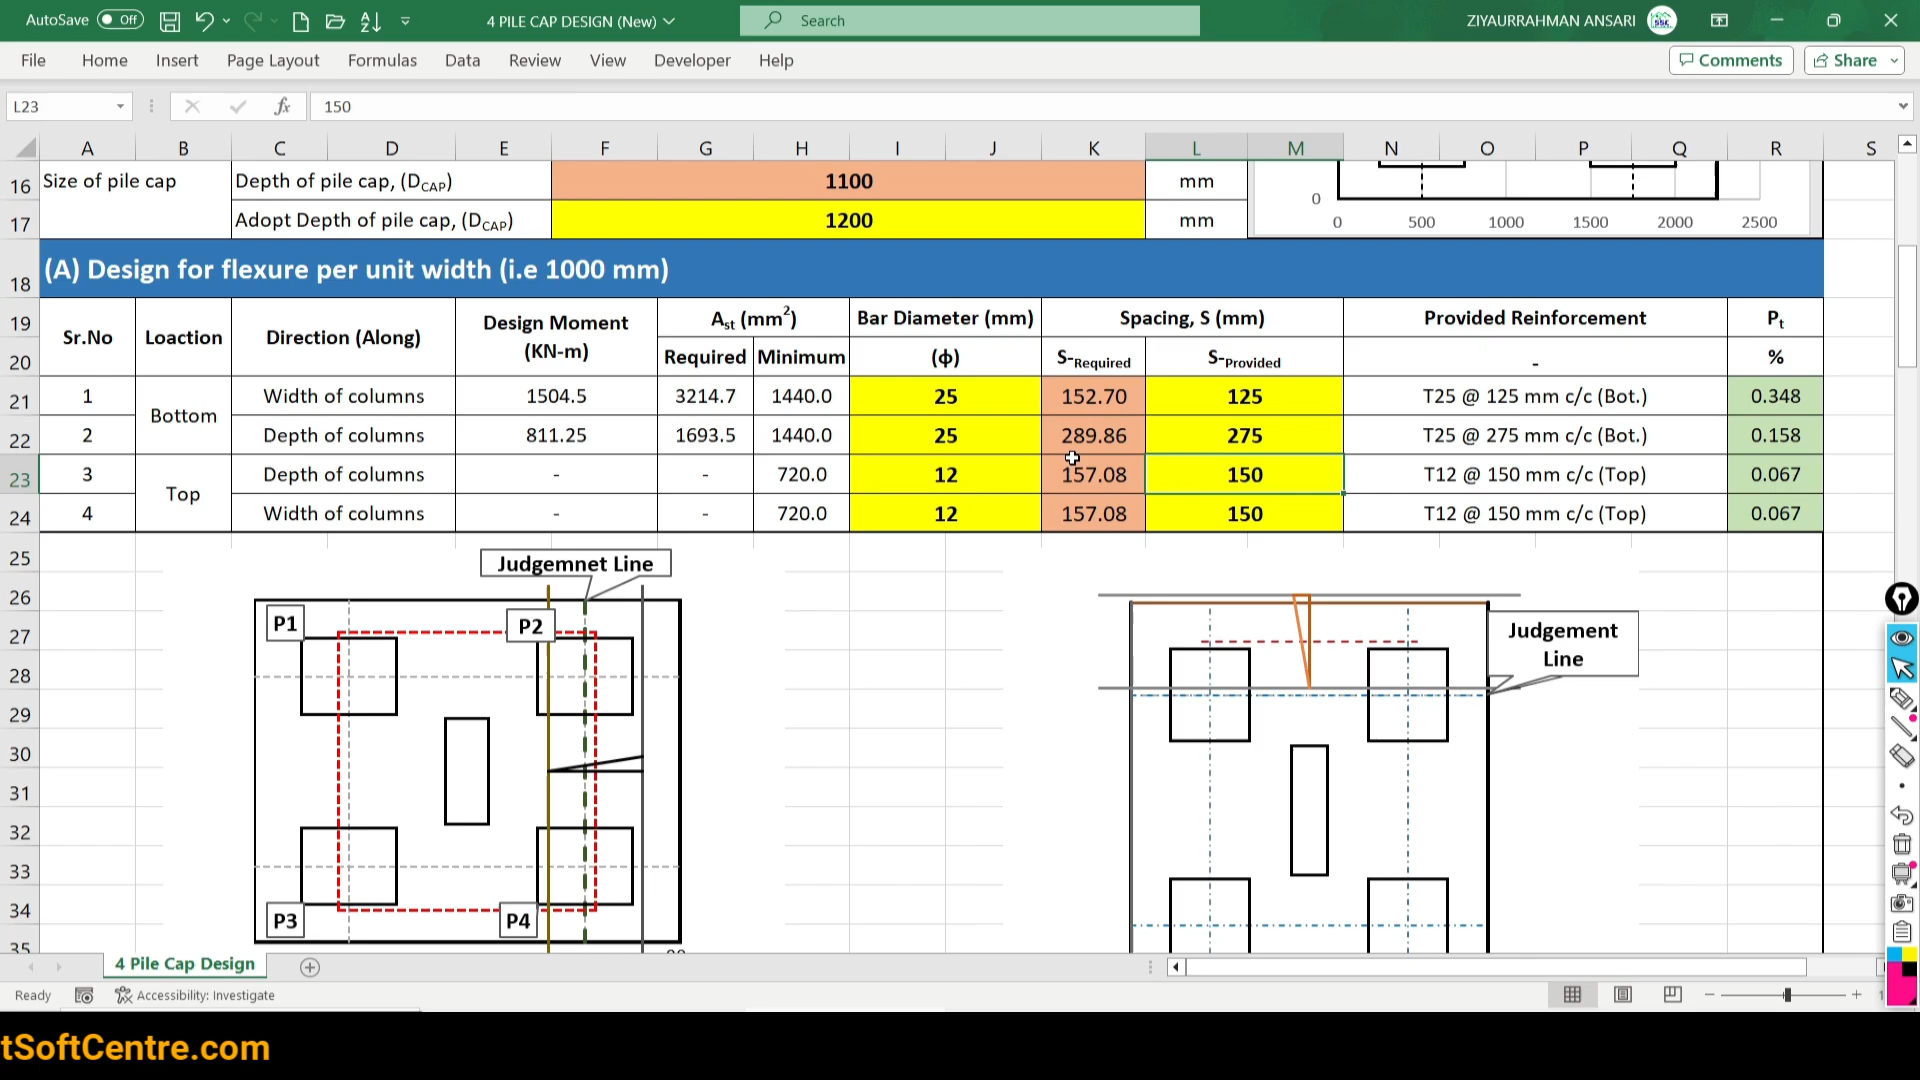 AutoSave Off 4 PILE CAP DESIGN (New) Search ZIYAURRAHMAN ANSARI SSC
File Home Insert Page Layout Formulas Data Review View Developer Help Comments Share
L23 fx 150
A B C D E F G H I J K L M N O P Q R S
16 Size of pile cap Depth of pile cap, (DCAP) 1100 mm 0
17 Adopt Depth of pile cap, (DCAP) 1200 mm 0 500 1000 1500 2000 2500
18 (A) Design for flexure per unit width (i.e 1000 mm)
19 Sr.No Loaction Direction (Along) Design Moment (KN-m) Ast (mm2) Bar Diameter (mm) Spacing, S (mm) Provided Reinforcement Pt
20 Required Minimum (ɸ) S-Required S-Provided - %
21 1 Bottom Width of columns 1504.5 3214.7 1440.0 25 152.70 125 T25 @ 125 mm c/c (Bot.) 0.348
22 2 Depth of columns 811.25 1693.5 1440.0 25 289.86 275 T25 @ 275 mm c/c (Bot.) 0.158
23 3 Top Depth of columns - - 720.0 12 157.08 150 T12 @ 150 mm c/c (Top) 0.067
24 4 Width of columns - - 720.0 12 157.08 150 T12 @ 150 mm c/c (Top) 0.067
25 Judgemnet Line
26
27 P1 P2 Judgement
28 Line
29
30
31
32
33
34 P3 P4
35
4 Pile Cap Design
Ready Accessibility: Investigate
tSoftCentre.com